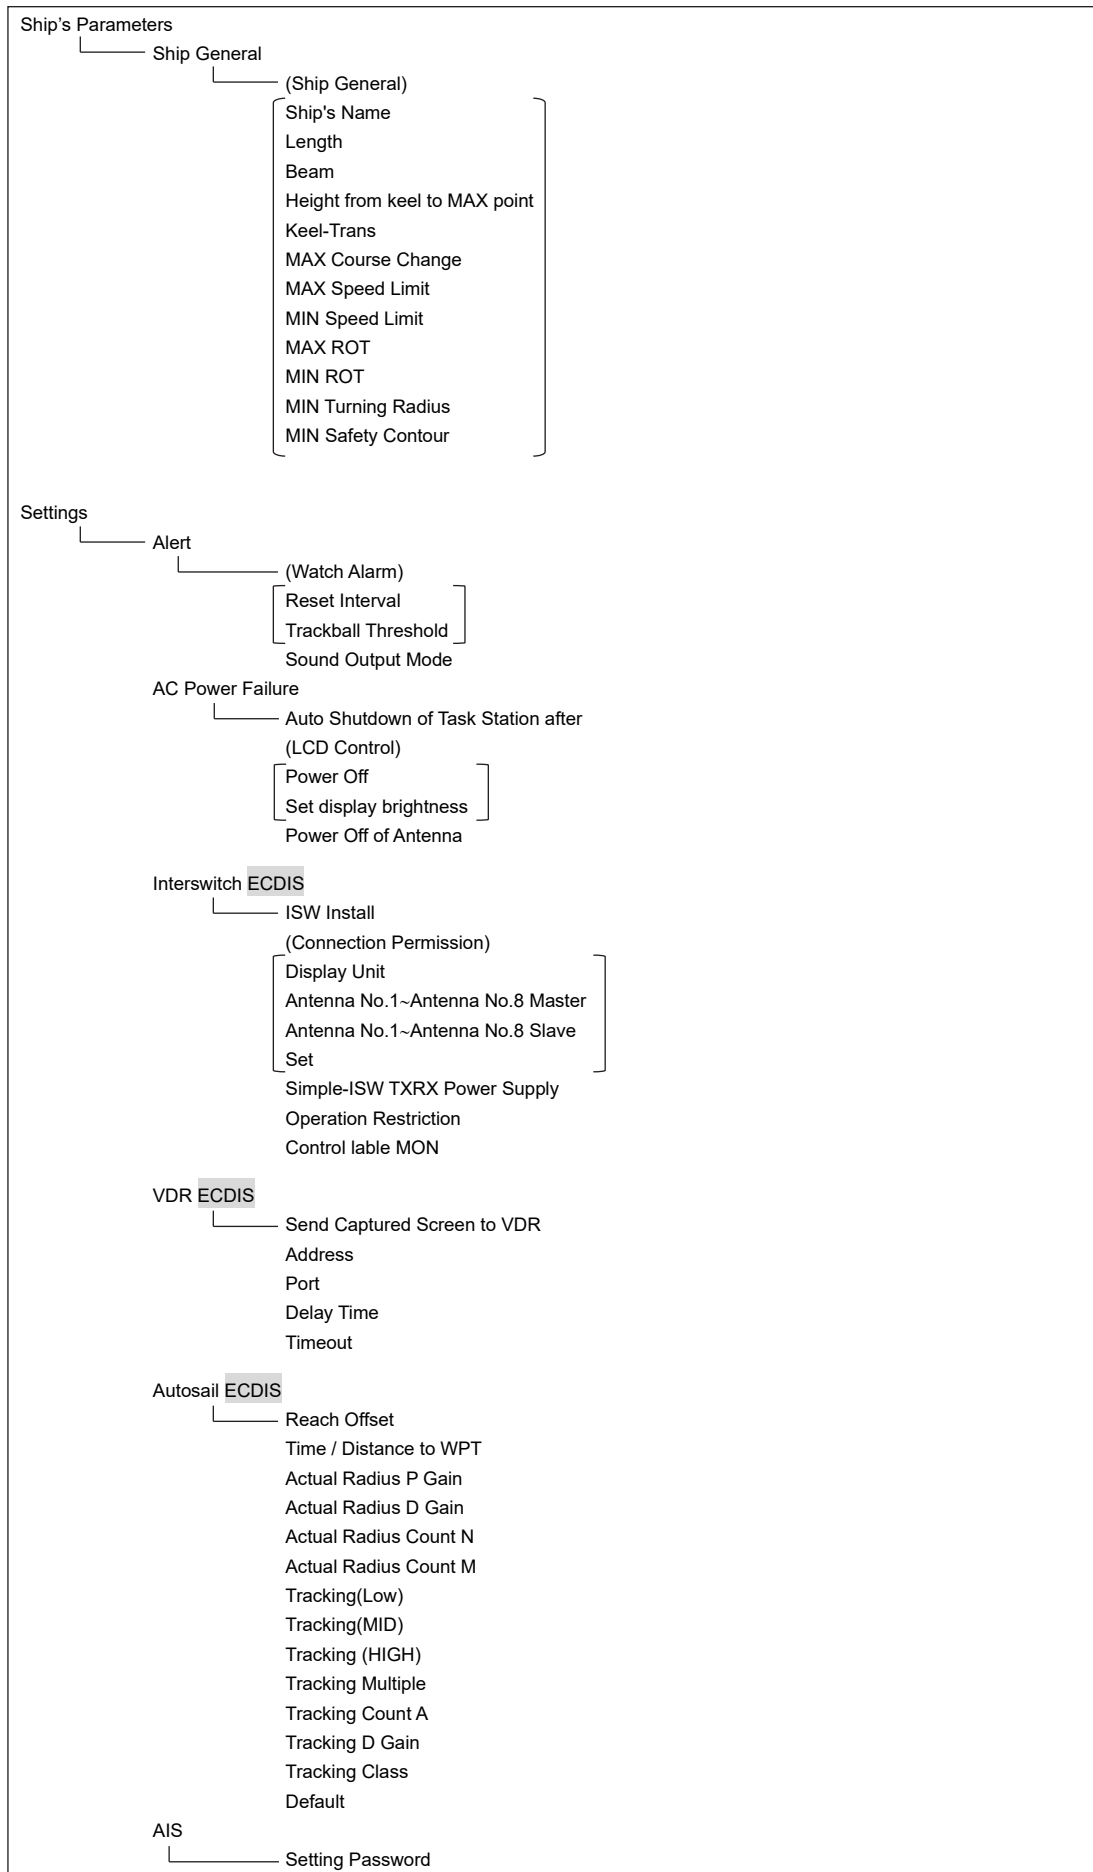 Ship’s Parameters
Ship General
(Ship General)
Ship's Name
Length
Beam
Height from keel to MAX point
Keel-Trans
MAX Course Change
MAX Speed Limit
MIN Speed Limit
MAX ROT
MIN ROT
MIN Turning Radius
MIN Safety Contour
Settings
Alert
(Watch Alarm)
Reset Interval
Trackball Threshold
Sound Output Mode
AC Power Failure
Auto Shutdown of Task Station after
(LCD Control)
Power Off
Set display brightness
Power Off of Antenna
Interswitch ECDIS
ISW Install
(Connection Permission)
Display Unit
Antenna No.1~Antenna No.8 Master
Antenna No.1~Antenna No.8 Slave
Set
Simple-ISW TXRX Power Supply
Operation Restriction
Control lable MON
VDR ECDIS
Send Captured Screen to VDR
Address
Port
Delay Time
Timeout
Autosail ECDIS
Reach Offset
Time / Distance to WPT
Actual Radius P Gain
Actual Radius D Gain
Actual Radius Count N
Actual Radius Count M
Tracking(Low)
Tracking(MID)
Tracking (HIGH)
Tracking Multiple
Tracking Count A
Tracking D Gain
Tracking Class
Default
AIS
Setting Password